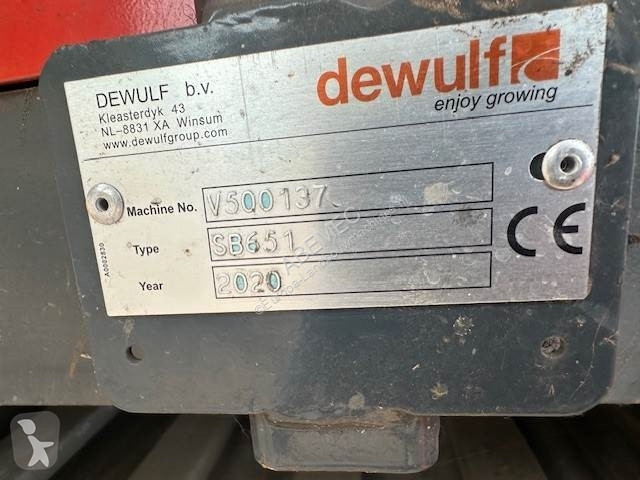 DEWULF b.v.
Kleasterdyk 43
NL-8831 XA Winsum
www.dewulfgroup.com
dewulf
enjoy growing
Machine No. V500137
Type SB651
Year 2020
CE
A0002830